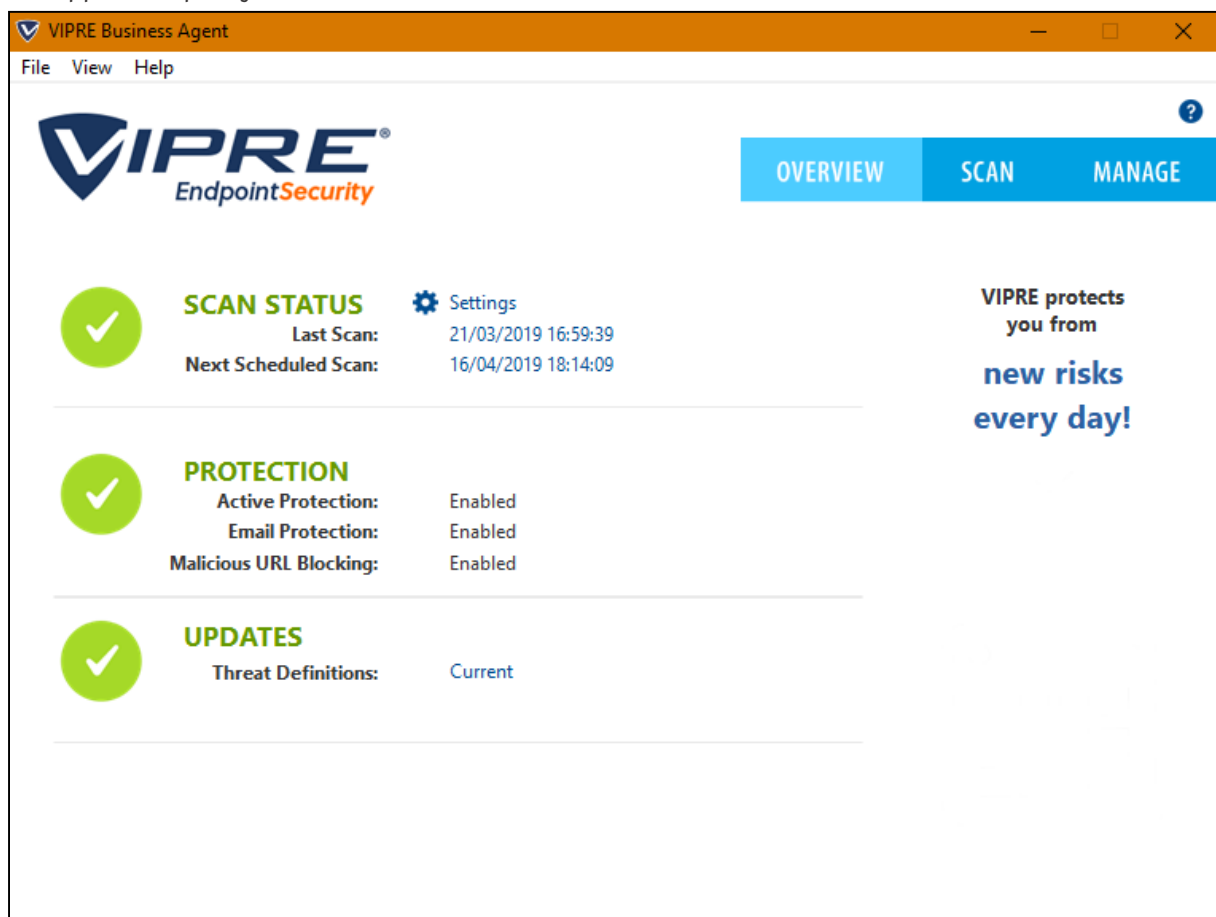 VIPRE Business Agent
File View Help
?
VIPRE®
EndpointSecurity
OVERVIEW SCAN MANAGE
SCAN STATUS Settings
Last Scan: 21/03/2019 16:59:39
Next Scheduled Scan: 16/04/2019 18:14:09
VIPRE protects
you from
new risks
every day!
PROTECTION
Active Protection: Enabled
Email Protection: Enabled
Malicious URL Blocking: Enabled
UPDATES
Threat Definitions: Current